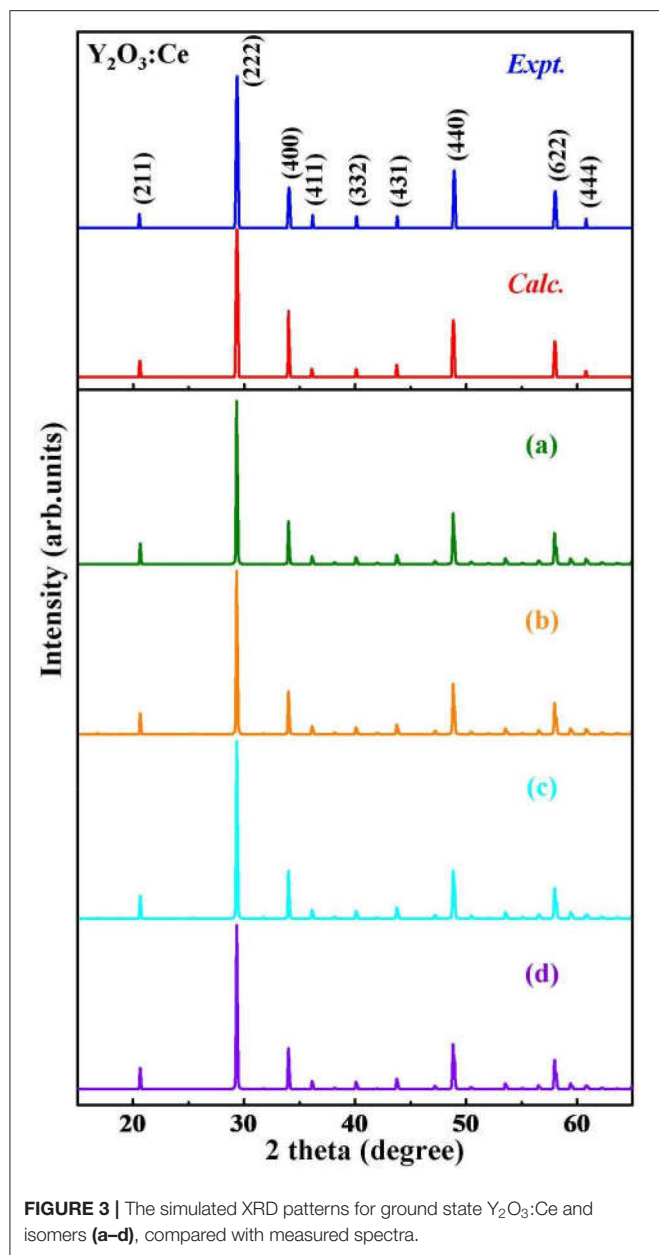 Y₂O₃:Ce
Expt.
(211)
(222)
(400)
(411)
(332)
(431)
(440)
(622)
(444)
Calc.
(a)
(b)
(c)
(d)
Intensity (arb.units)
20 30 40 50 60
2 theta (degree)
FIGURE 3 | The simulated XRD patterns for ground state Y₂O₃:Ce and
isomers (a–d), compared with measured spectra.